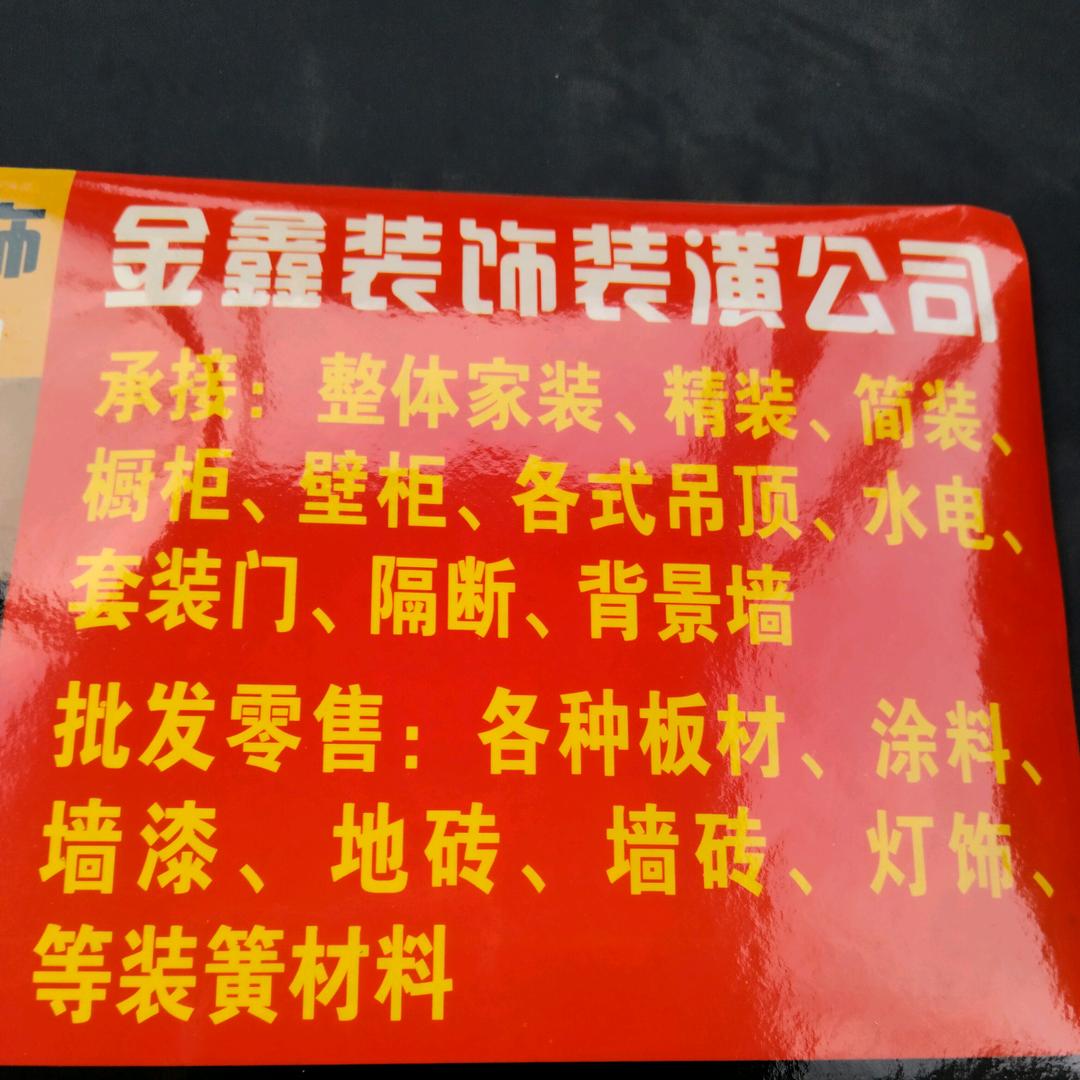 饰
金鑫装饰装潢公司
承接：整体家装、精装、简装、
橱柜、壁柜、各式吊顶、水电、
套装门、隔断、背景墙
批发零售：各种板材、涂料、
墙漆、地砖、墙砖、灯饰、
等装簧材料